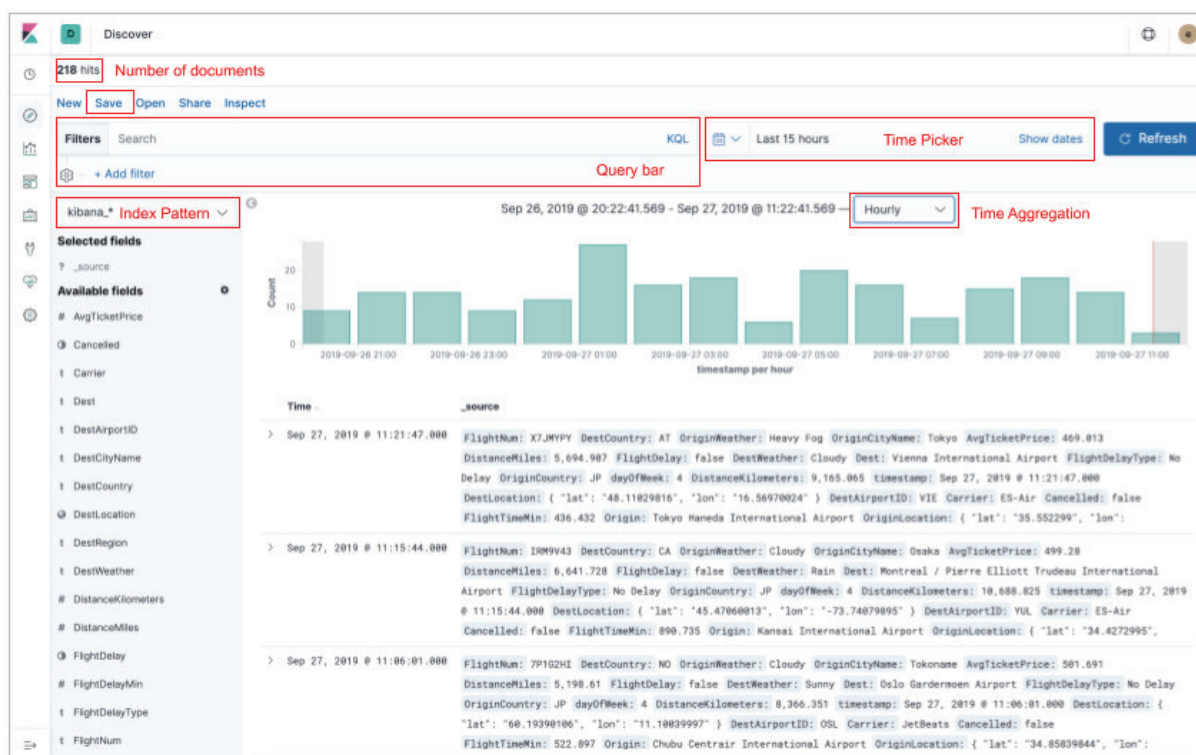 D Discover
218 hits Number of documents
New Save Open Share Inspect
Filters Search KQL Last 15 hours Time Picker Show dates Refresh
+ Add filter Query bar
kibana_* Index Pattern Sep 26, 2019 @ 20:22:41.569 - Sep 27, 2019 @ 11:22:41.569 — Hourly Time Aggregation
Selected fields
? _source
Available fields
# AvgTicketPrice
Cancelled
t Carrier
t Dest
t DestAirportID
t DestCityName
t DestCountry
DestLocation
t DestRegion
t DestWeather
# DistanceKilometers
# DistanceMiles
FlightDelay
# FlightDelayMin
t FlightDelayType
t FlightNum
Count
20
10
0
2019-09-26 21:00 2019-09-26 23:00 2019-09-27 01:00 2019-09-27 03:00 2019-09-27 05:00 2019-09-27 07:00 2019-09-27 09:00 2019-09-27 11:00
timestamp per hour
Time _source
> Sep 27, 2019 @ 11:21:47.000 FlightNum: X7JMYPY DestCountry: AT OriginWeather: Heavy Fog OriginCityName: Tokyo AvgTicketPrice: 469.013
DistanceMiles: 5,694.907 FlightDelay: false DestWeather: Cloudy Dest: Vienna International Airport FlightDelayType: No
Delay OriginCountry: JP dayOfWeek: 4 DistanceKilometers: 9,165.065 timestamp: Sep 27, 2019 @ 11:21:47.000
DestLocation: { "lat": "48.11029816", "lon": "16.56970024" } DestAirportID: VIE Carrier: ES-Air Cancelled: false
FlightTimeMin: 436.432 Origin: Tokyo Haneda International Airport OriginLocation: { "lat": "35.552299", "lon":
> Sep 27, 2019 @ 11:15:44.000 FlightNum: IRM9V43 DestCountry: CA OriginWeather: Cloudy OriginCityName: Osaka AvgTicketPrice: 499.28
DistanceMiles: 6,641.728 FlightDelay: false DestWeather: Rain Dest: Montreal / Pierre Elliott Trudeau International
Airport FlightDelayType: No Delay OriginCountry: JP dayOfWeek: 4 DistanceKilometers: 10,688.825 timestamp: Sep 27, 2019
@ 11:15:44.000 DestLocation: { "lat": "45.47060013", "lon": "-73.74079895" } DestAirportID: YUL Carrier: ES-Air
Cancelled: false FlightTimeMin: 890.735 Origin: Kansai International Airport OriginLocation: { "lat": "34.4272995",
> Sep 27, 2019 @ 11:06:01.000 FlightNum: 7P1G2HI DestCountry: NO OriginWeather: Cloudy OriginCityName: Tokoname AvgTicketPrice: 501.691
DistanceMiles: 5,198.61 FlightDelay: false DestWeather: Sunny Dest: Oslo Gardermoen Airport FlightDelayType: No Delay
OriginCountry: JP dayOfWeek: 4 DistanceKilometers: 8,366.351 timestamp: Sep 27, 2019 @ 11:06:01.000 DestLocation: {
"lat": "60.19390106", "lon": "11.10039997" } DestAirportID: OSL Carrier: JetBeats Cancelled: false
FlightTimeMin: 522.897 Origin: Chubu Centrair International Airport OriginLocation: { "lat": "34.85839844", "lon":